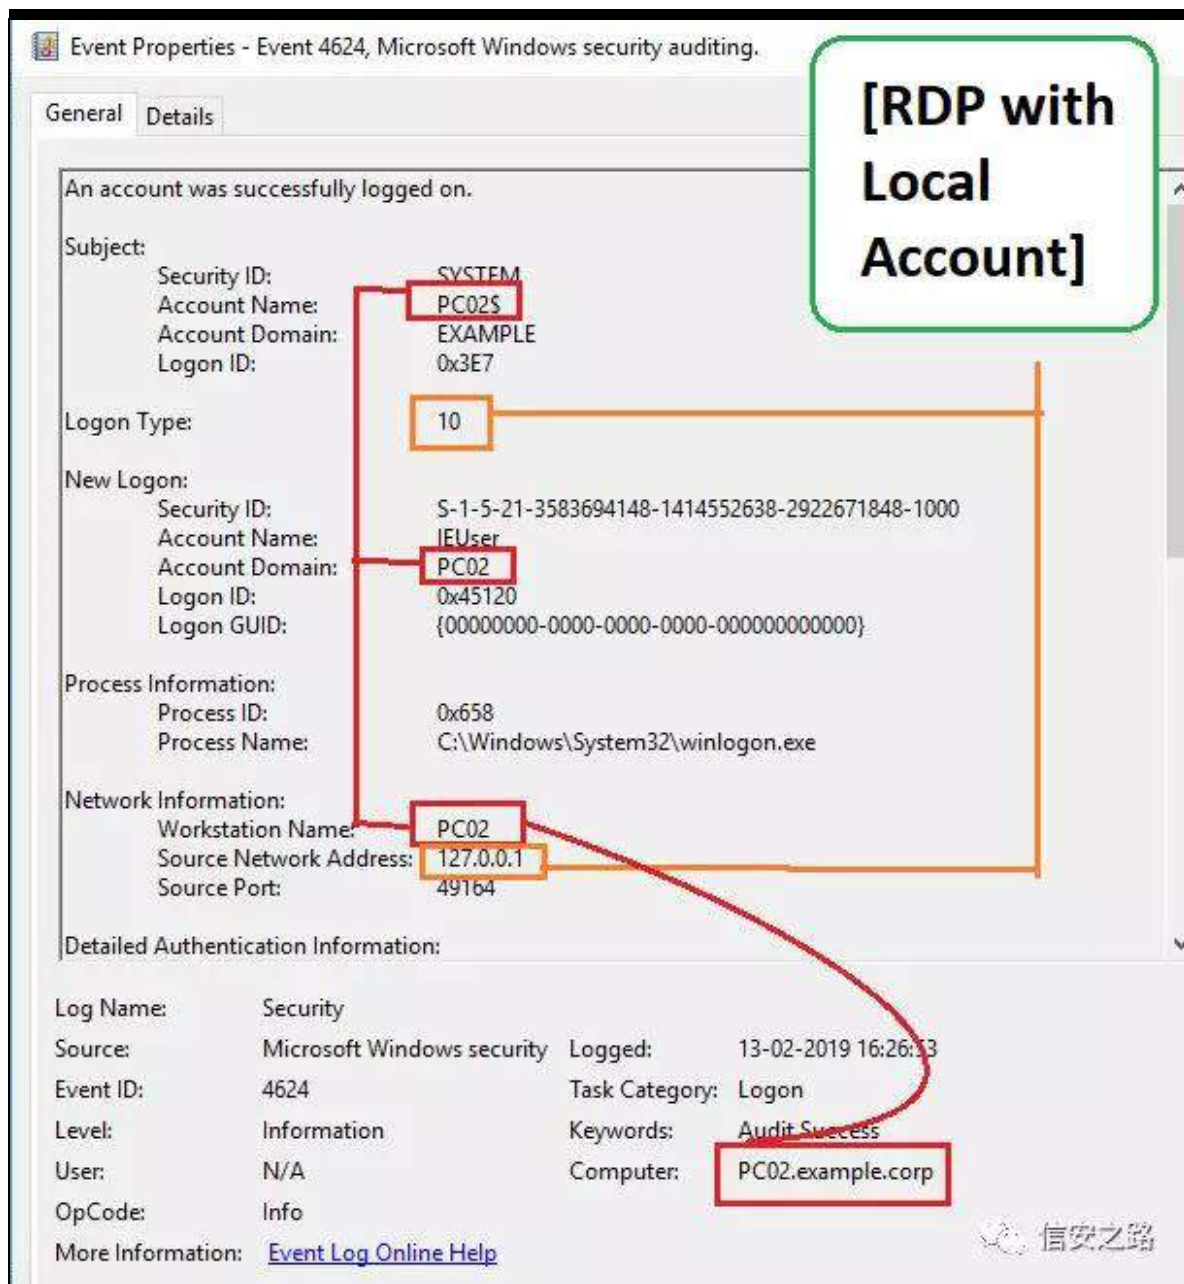 Event Properties - Event 4624, Microsoft Windows security auditing.
[RDP with
Local
Account]
General Details
An account was successfully logged on.
Subject:
Security ID: SYSTEM
Account Name: PC02$
Account Domain: EXAMPLE
Logon ID: 0x3E7
Logon Type: 10
New Logon:
Security ID: S-1-5-21-3583694148-1414552638-2922671848-1000
Account Name: IEUser
Account Domain: PC02
Logon ID: 0x45120
Logon GUID: {00000000-0000-0000-0000-000000000000}
Process Information:
Process ID: 0x658
Process Name: C:\Windows\System32\winlogon.exe
Network Information:
Workstation Name: PC02
Source Network Address: 127.0.0.1
Source Port: 49164
Detailed Authentication Information:
Log Name: Security
Source: Microsoft Windows security Logged: 13-02-2019 16:26:53
Event ID: 4624 Task Category: Logon
Level: Information Keywords: Audit Success
User: N/A Computer: PC02.example.corp
OpCode: Info
More Information: Event Log Online Help
信安之路